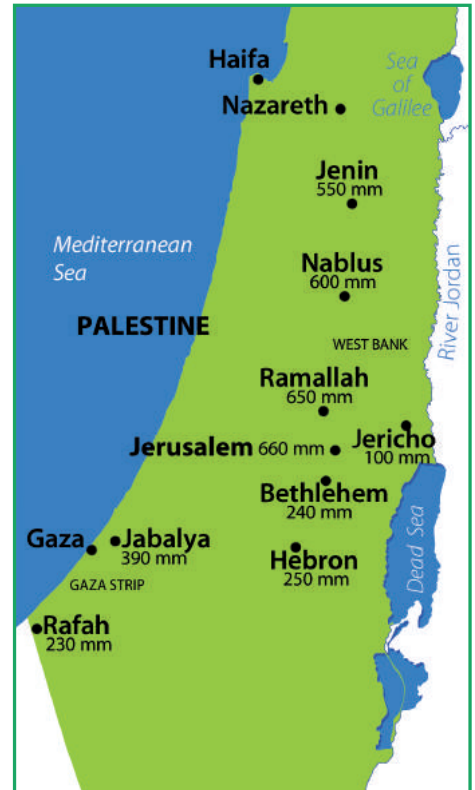 Haifa
Sea
of
Galilee
Nazareth
Jenin
550 mm
Mediterranean
Sea
Nablus
600 mm
River Jordan
PALESTINE
WEST BANK
Ramallah
650 mm
Jerusalem 660 mm
Jericho
100 mm
Bethlehem
240 mm
Gaza
Jabalya
390 mm
Hebron
250 mm
Dead Sea
GAZA STRIP
Rafah
230 mm